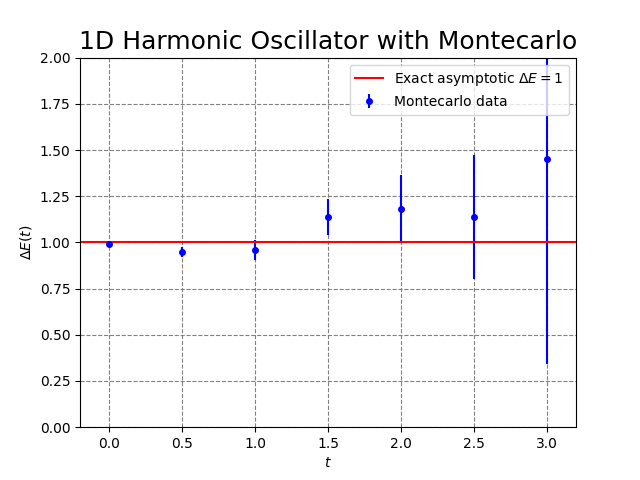 1D Harmonic Oscillator with Montecarlo
2.00
1.75
1.50
1.25
1.00
0.75
0.50
0.25
0.00
ΔE(t)
Exact asymptotic ΔE = 1
Montecarlo data
0.0 0.5 1.0 1.5 2.0 2.5 3.0
t